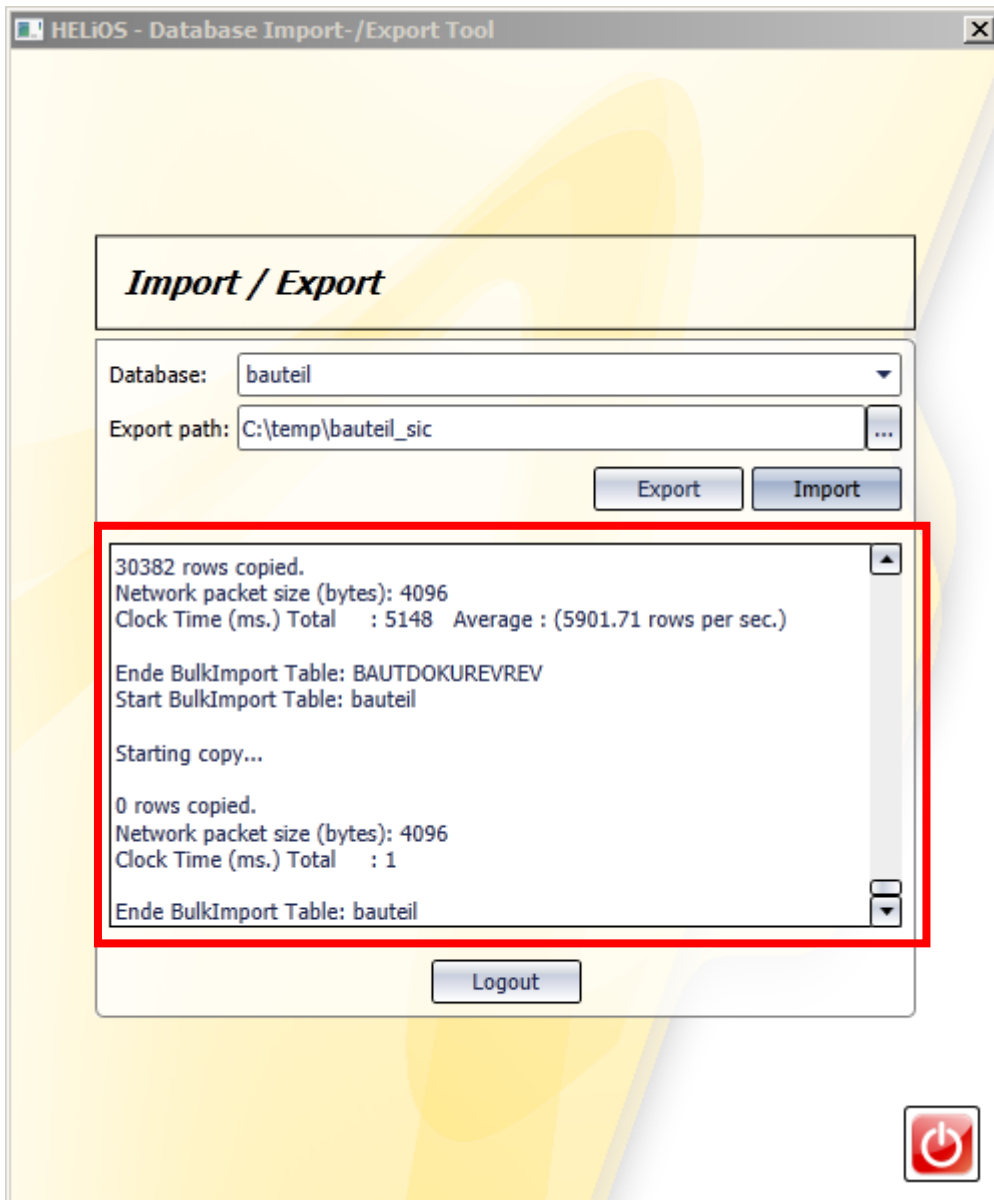 HELiOS - Database Import-/Export Tool
Import / Export
Database: bauteil
Export path: C:\temp\bauteil_sic ...
Export Import
30382 rows copied.
Network packet size (bytes): 4096
Clock Time (ms.) Total : 5148 Average : (5901.71 rows per sec.)
Ende BulkImport Table: BAUTDOKUREVREV
Start BulkImport Table: bauteil
Starting copy...
0 rows copied.
Network packet size (bytes): 4096
Clock Time (ms.) Total : 1
Ende BulkImport Table: bauteil
Logout